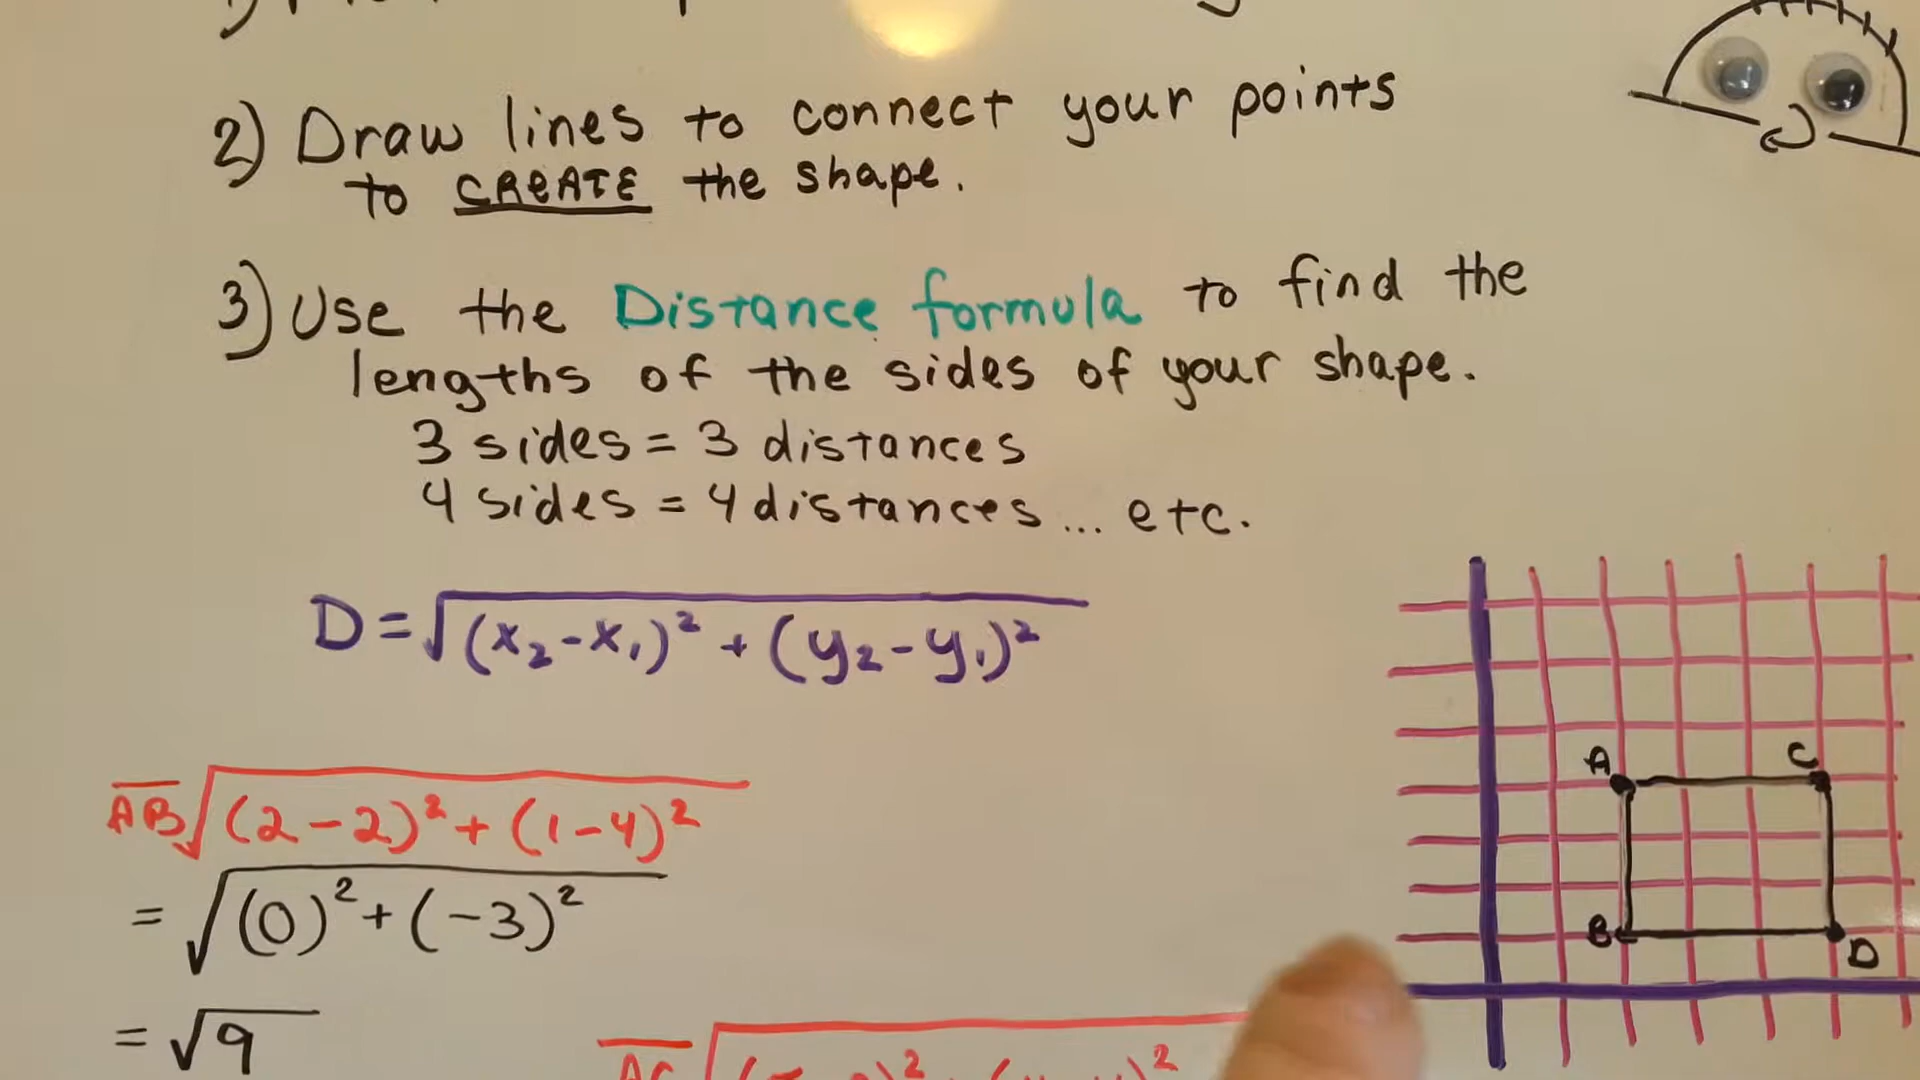 2) Draw lines to connect your points
to CREATE the shape.
3) Use the Distance formula to find the
lengths of the sides of your shape.
3 sides = 3 distances
4 sides = 4 distances... etc.
D = √(x₂-x₁)² + (y₂-y₁)²
AB √(2-2)² + (1-4)²
= √(0)² + (-3)²
= √9
A C
B D
AC